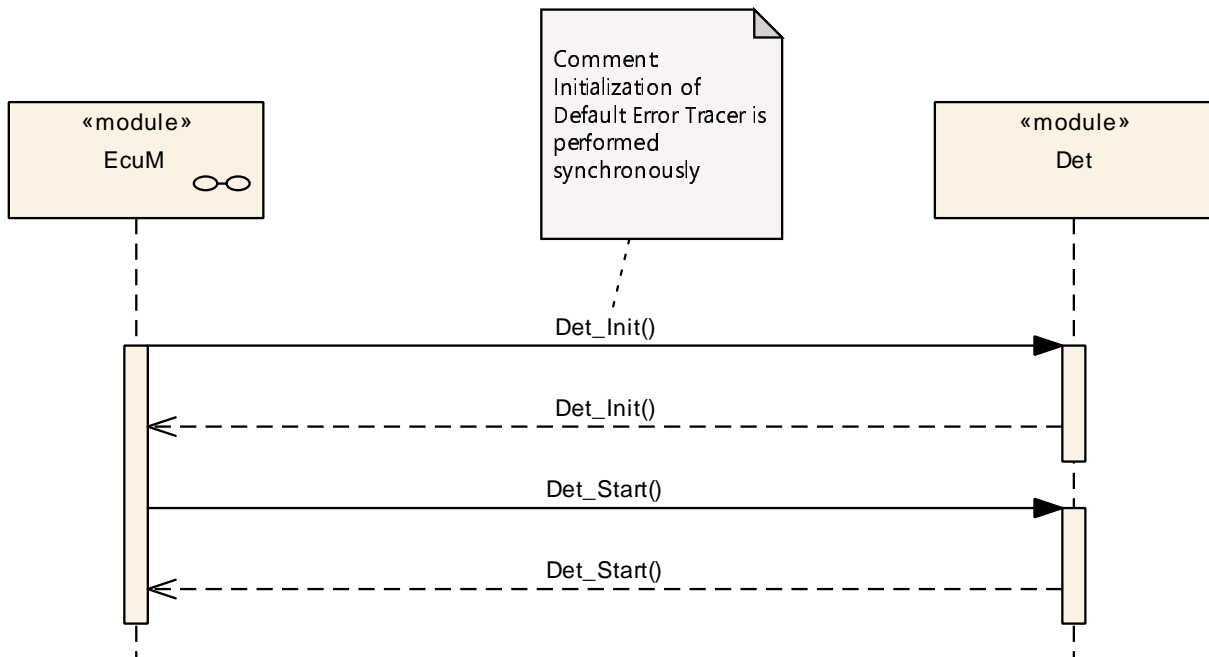 Comment:
Initialization of
Default Error Tracer is
performed
synchronously
«module»
EcuM
«module»
Det
Det_Init()
Det_Init()
Det_Start()
Det_Start()